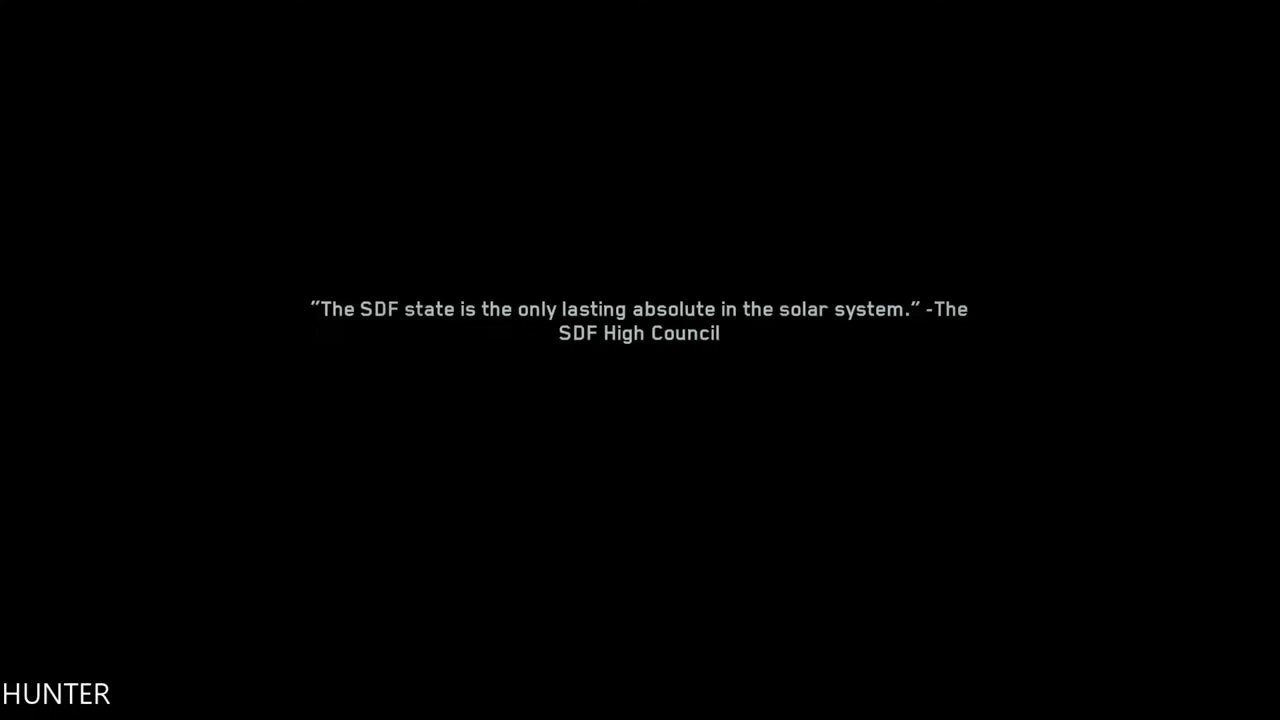 "The SDF state is the only lasting absolute in the solar system." -The
SDF High Council
HUNTER